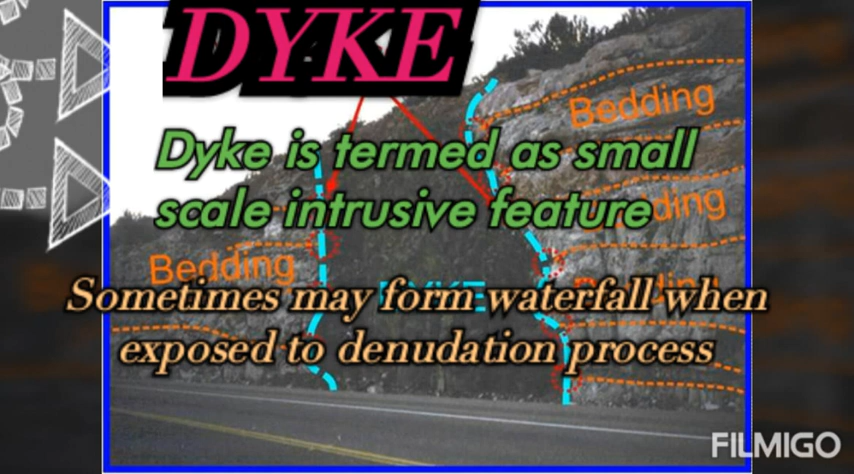 DYKE
Dyke is termed as small
scale intrusive feature
Bedding
Bedding
Bedding
Sometimes may form waterfall when
DYKE
exposed to denudation process
FILMIGO